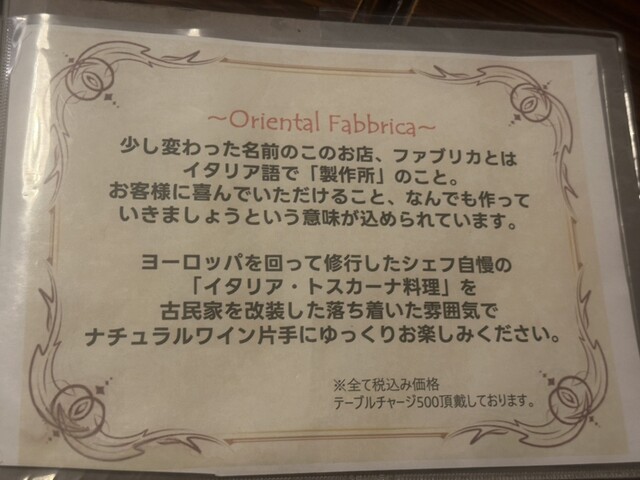 ~Oriental Fabbrica~
少し変わった名前のこのお店、ファブリカとは
イタリア語で「製作所」のこと。
お客様に喜んでいただけること、なんでも作って
いきましょうという意味が込められています。
ヨーロッパを回って修行したシェフ自慢の
「イタリア・トスカーナ料理」を
古民家を改装した落ち着いた雰囲気で
ナチュラルワイン片手にゆっくりお楽しみください。
※全て税込み価格
テーブルチャージ500頂戴しております。